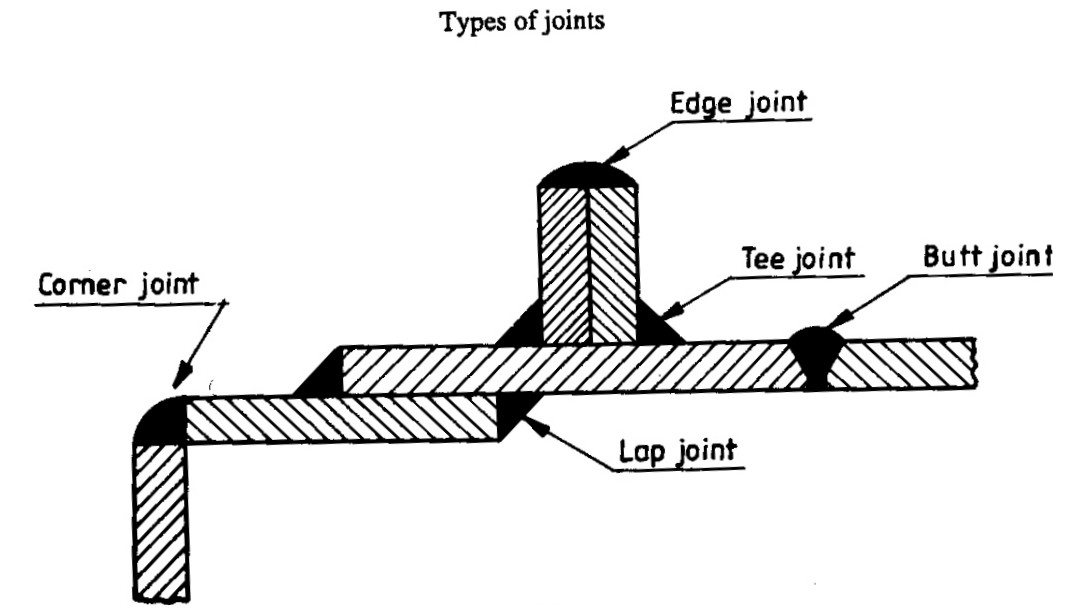 Types of joints
Edge joint
Tee joint
Butt joint
Corner joint
Lap joint